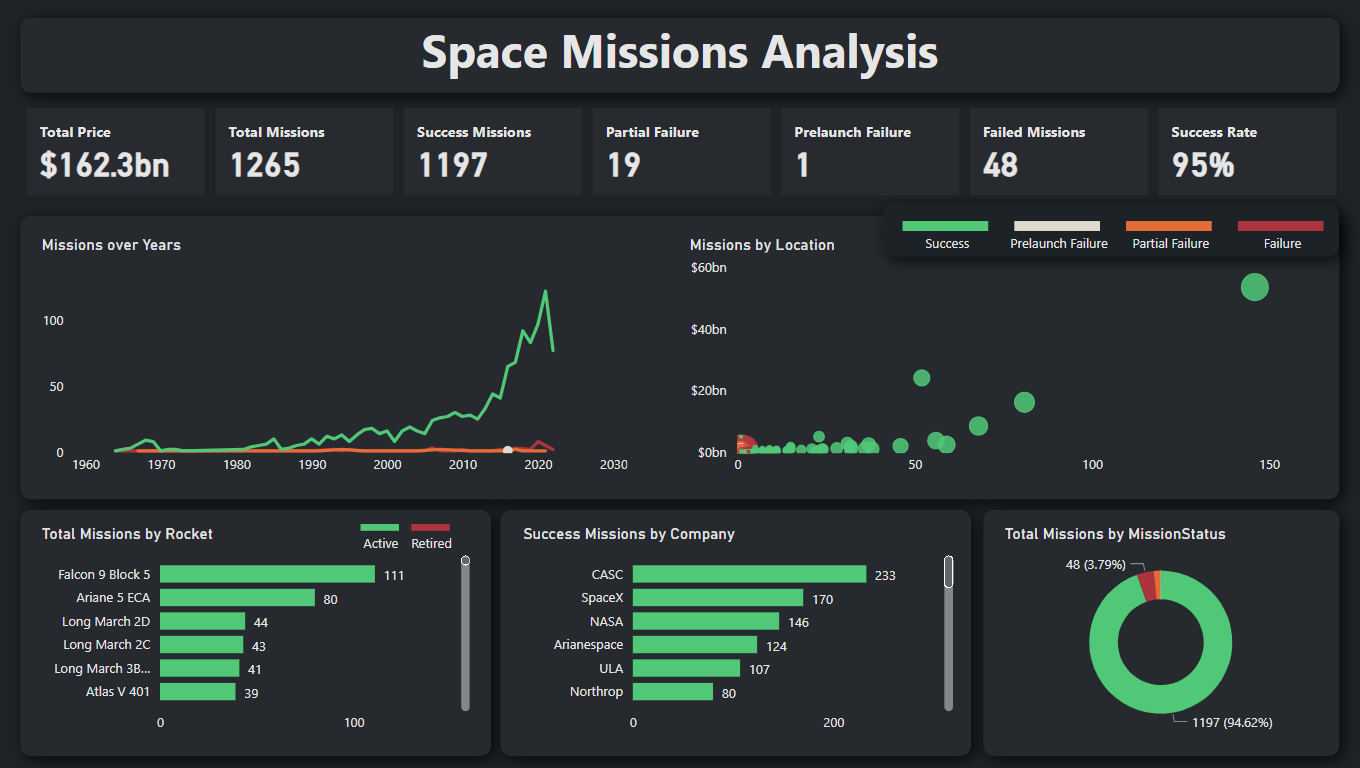 Space Missions Analysis
Total Price
$162.3bn
Total Missions
1265
Success Missions
1197
Partial Failure
19
Prelaunch Failure
1
Failed Missions
48
Success Rate
95%
Missions over Years
100
50
0
1960 1970 1980 1990 2000 2010 2020 2030
Missions by Location
Success Prelaunch Failure Partial Failure Failure
$60bn
$40bn
$20bn
$0bn
0 50 100 150
Total Missions by Rocket
Active Retired
Falcon 9 Block 5 111
Ariane 5 ECA 80
Long March 2D 44
Long March 2C 43
Long March 3B... 41
Atlas V 401 39
0 100
Success Missions by Company
CASC 233
SpaceX 170
NASA 146
Arianespace 124
ULA 107
Northrop 80
0 200
Total Missions by MissionStatus
48 (3.79%)
1197 (94.62%)